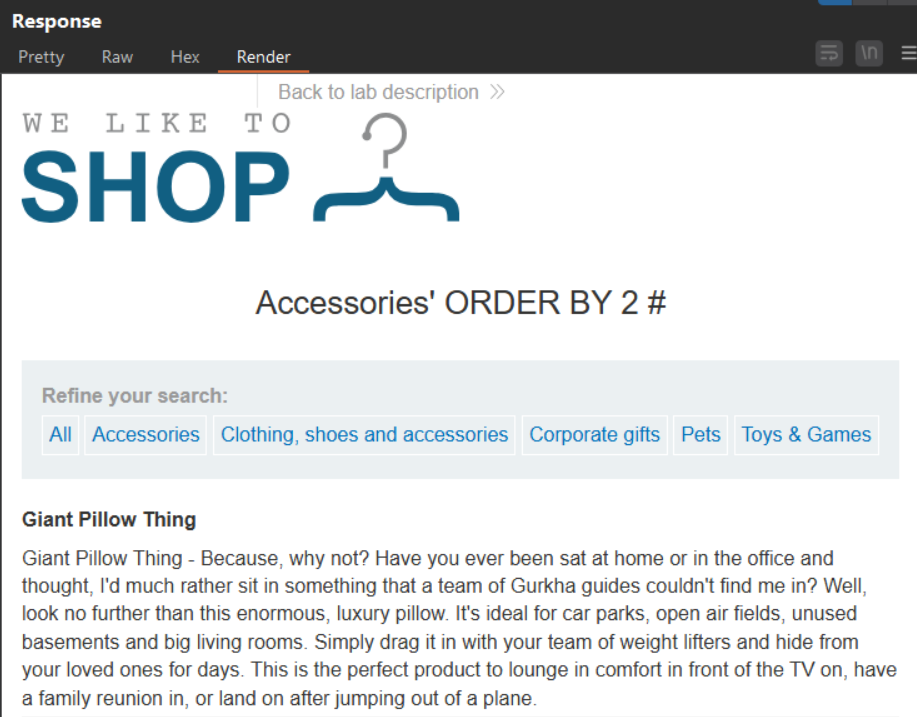 Response
Pretty Raw Hex Render \n
Back to lab description
WE LIKE TO
SHOP
Accessories' ORDER BY 2 #
Refine your search:
All Accessories Clothing, shoes and accessories Corporate gifts Pets Toys & Games
Giant Pillow Thing
Giant Pillow Thing - Because, why not? Have you ever been sat at home or in the office and
thought, I'd much rather sit in something that a team of Gurkha guides couldn't find me in? Well,
look no further than this enormous, luxury pillow. It's ideal for car parks, open air fields, unused
basements and big living rooms. Simply drag it in with your team of weight lifters and hide from
your loved ones for days. This is the perfect product to lounge in comfort in front of the TV on, have
a family reunion in, or land on after jumping out of a plane.